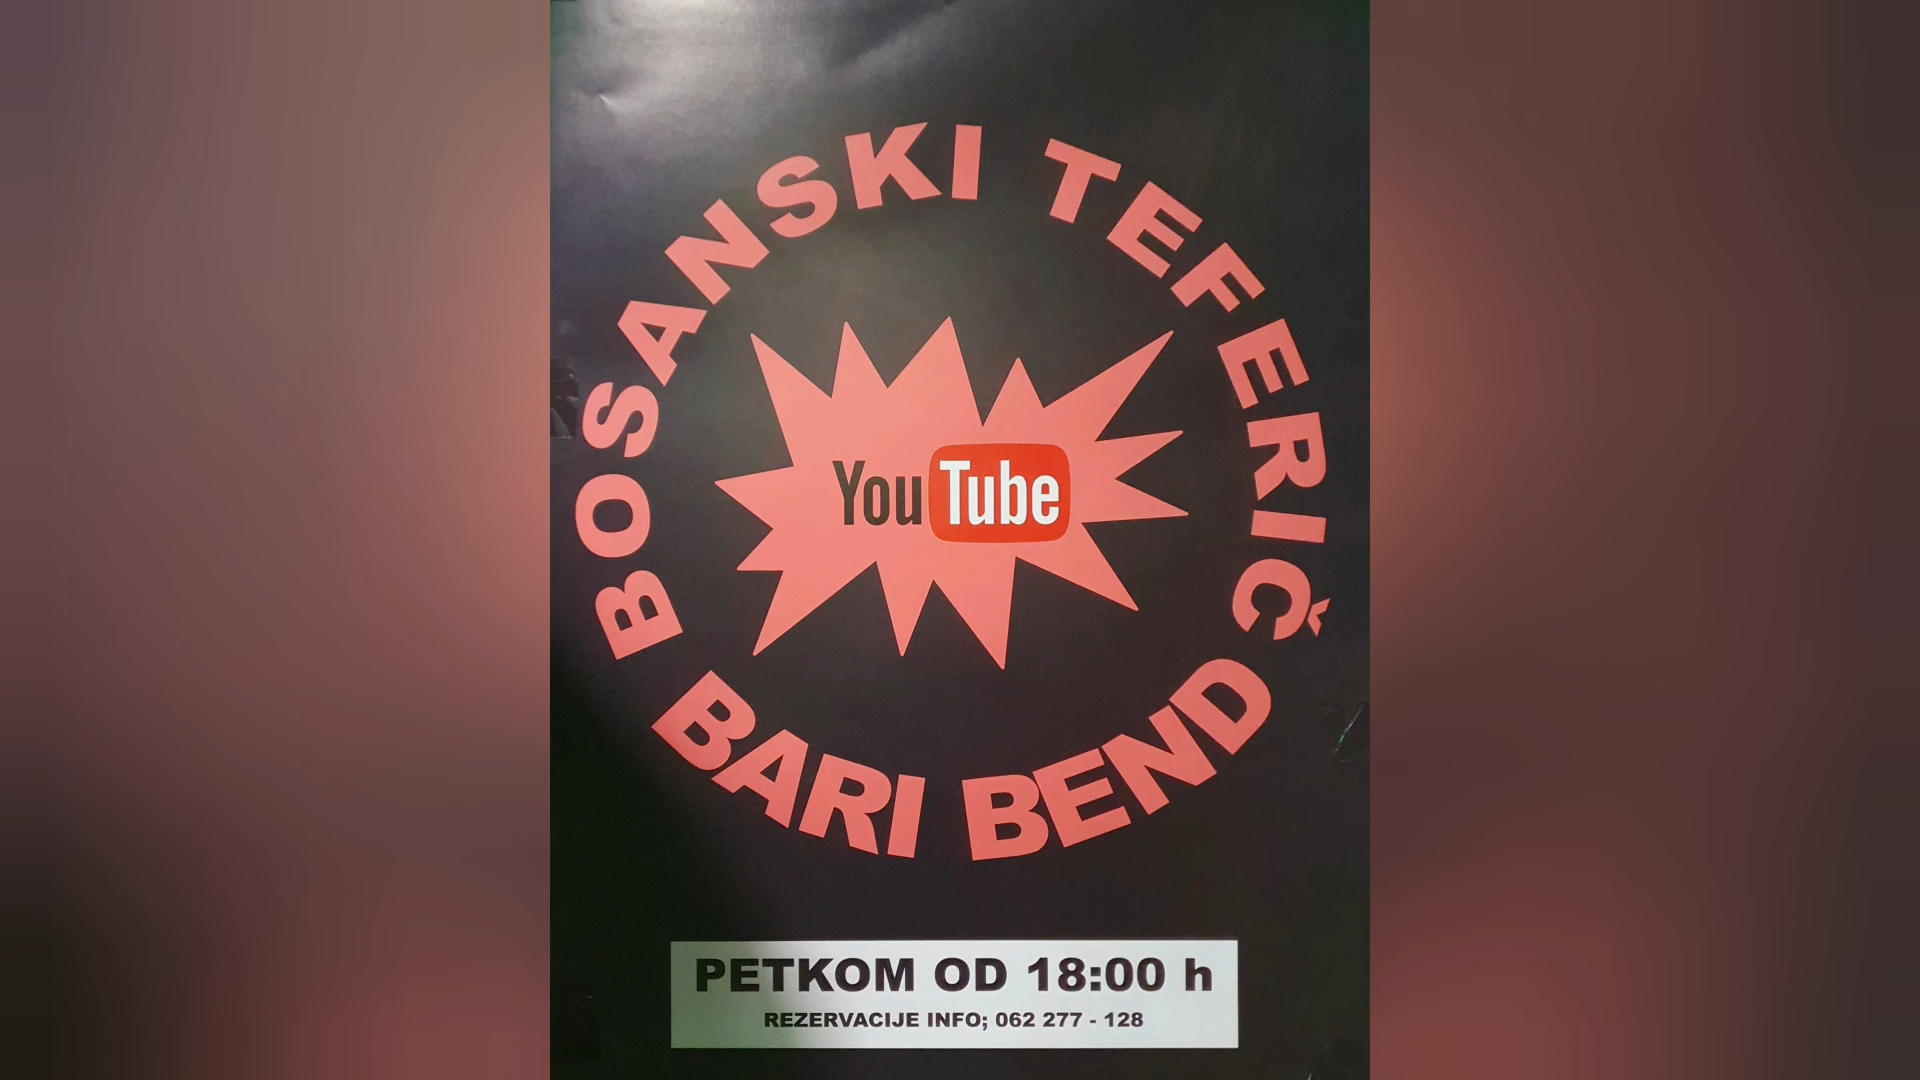 BOSANSKI TEFERIČ
YouTube
BARI BEND
PETKOM OD 18:00 h
REZERVACIJE INFO; 062 277 - 128